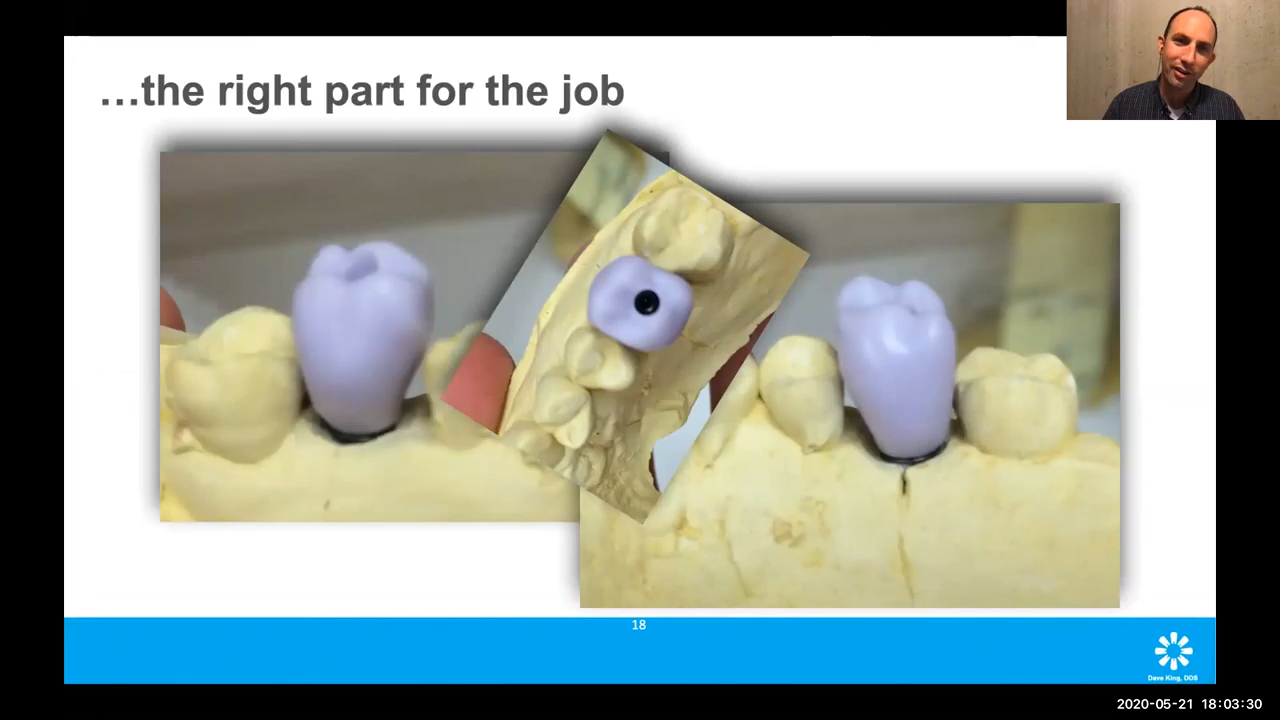 …the right part for the job
18
Dave King, DDS
2020-05-21 18:03:30